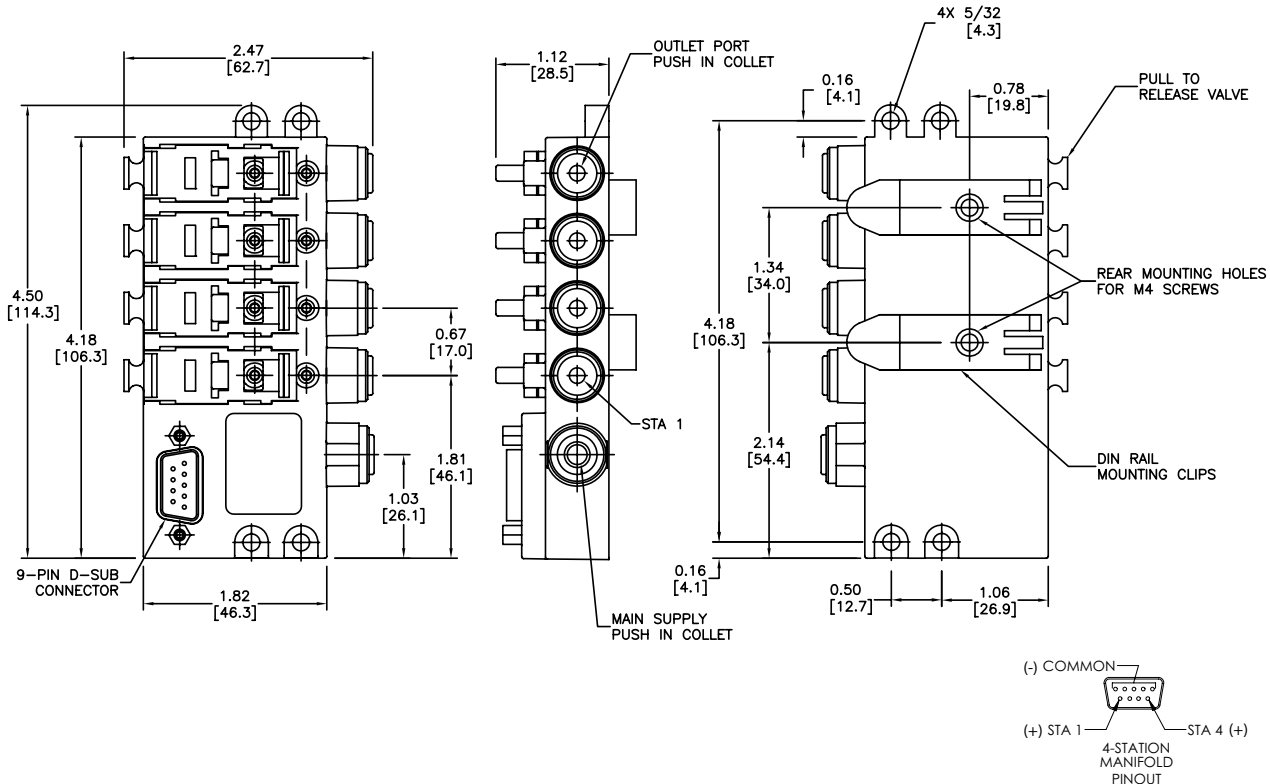 2.47
[62.7]
4.50
[114.3]
4.18
[106.3]
0.67
[17.0]
1.81
[46.1]
1.03
[26.1]
9-PIN D-SUB
CONNECTOR
1.82
[46.3]
1.12
[28.5]
OUTLET PORT
PUSH IN COLLET
STA 1
MAIN SUPPLY
PUSH IN COLLET
4X 5/32
[4.3]
0.16
[4.1]
0.78
[19.8]
PULL TO
RELEASE VALVE
1.34
[34.0]
REAR MOUNTING HOLES
FOR M4 SCREWS
4.18
[106.3]
2.14
[54.4]
DIN RAIL
MOUNTING CLIPS
0.16
[4.1]
0.50
[12.7]
1.06
[26.9]
(-) COMMON
(+) STA 1
STA 4 (+)
4-STATION
MANIFOLD
PINOUT